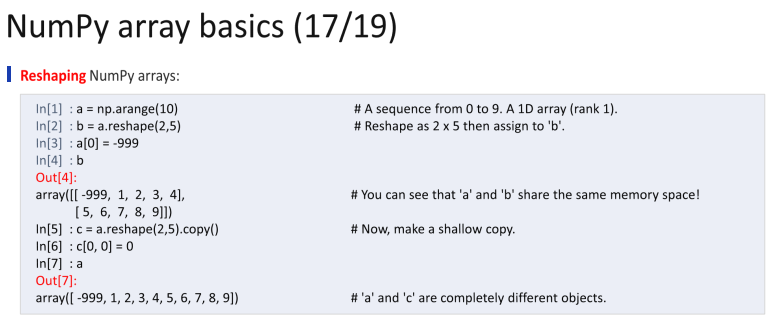 NumPy array basics (17/19)
Reshaping NumPy arrays:
In[1] : a = np.arange(10) # A sequence from 0 to 9. A 1D array (rank 1).
In[2] : b = a.reshape(2,5) # Reshape as 2 x 5 then assign to 'b'.
In[3] : a[0] = -999
In[4] : b
Out[4]:
array([[ -999, 1, 2, 3, 4], # You can see that 'a' and 'b' share the same memory space!
[ 5, 6, 7, 8, 9]])
In[5] : c = a.reshape(2,5).copy() # Now, make a shallow copy.
In[6] : c[0, 0] = 0
In[7] : a
Out[7]:
array([ -999, 1, 2, 3, 4, 5, 6, 7, 8, 9]) # 'a' and 'c' are completely different objects.